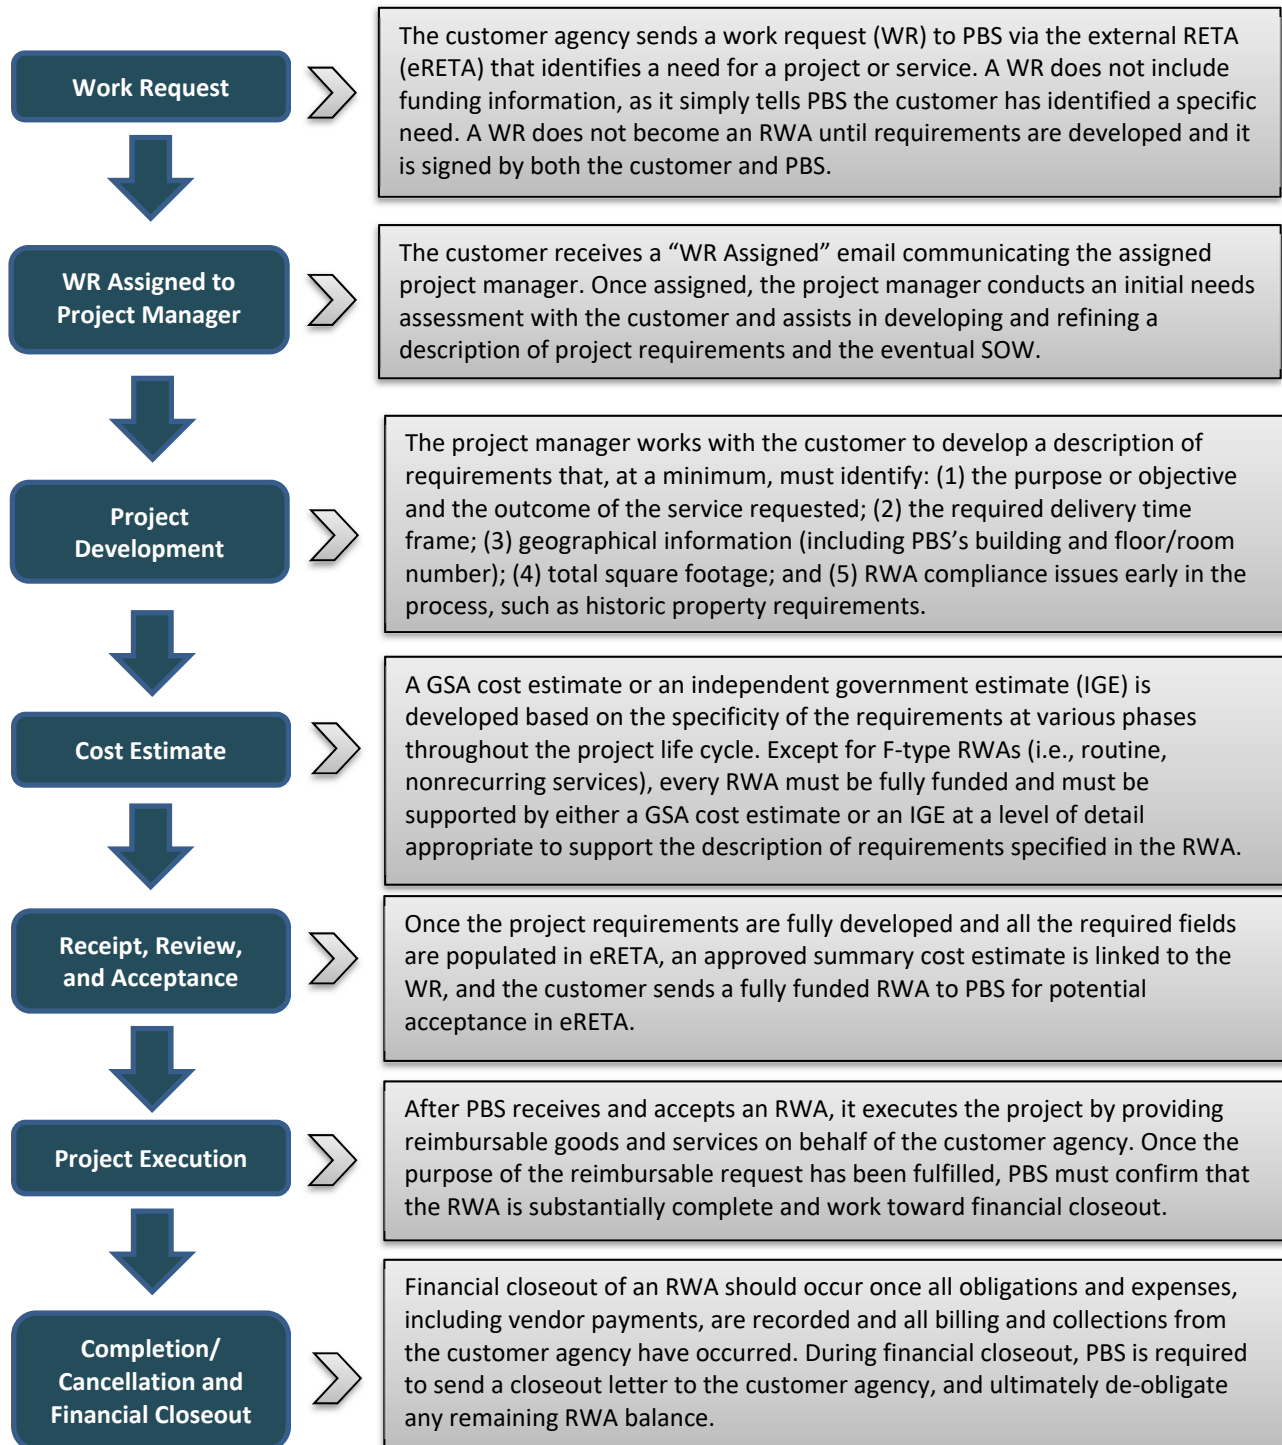 Work Request
The customer agency sends a work request (WR) to PBS via the external RETA
(eRETA) that identifies a need for a project or service. A WR does not include
funding information, as it simply tells PBS the customer has identified a specific
need. A WR does not become an RWA until requirements are developed and it
is signed by both the customer and PBS.
WR Assigned to
Project Manager
The customer receives a “WR Assigned” email communicating the assigned
project manager. Once assigned, the project manager conducts an initial needs
assessment with the customer and assists in developing and refining a
description of project requirements and the eventual SOW.
Project
Development
The project manager works with the customer to develop a description of
requirements that, at a minimum, must identify: (1) the purpose or objective
and the outcome of the service requested; (2) the required delivery time
frame; (3) geographical information (including PBS’s building and floor/room
number); (4) total square footage; and (5) RWA compliance issues early in the
process, such as historic property requirements.
Cost Estimate
A GSA cost estimate or an independent government estimate (IGE) is
developed based on the specificity of the requirements at various phases
throughout the project life cycle. Except for F-type RWAs (i.e., routine,
nonrecurring services), every RWA must be fully funded and must be
supported by either a GSA cost estimate or an IGE at a level of detail
appropriate to support the description of requirements specified in the RWA.
Receipt, Review,
and Acceptance
Once the project requirements are fully developed and all the required fields
are populated in eRETA, an approved summary cost estimate is linked to the
WR, and the customer sends a fully funded RWA to PBS for potential
acceptance in eRETA.
Project Execution
After PBS receives and accepts an RWA, it executes the project by providing
reimbursable goods and services on behalf of the customer agency. Once the
purpose of the reimbursable request has been fulfilled, PBS must confirm that
the RWA is substantially complete and work toward financial closeout.
Completion/
Cancellation and
Financial Closeout
Financial closeout of an RWA should occur once all obligations and expenses,
including vendor payments, are recorded and all billing and collections from
the customer agency have occurred. During financial closeout, PBS is required
to send a closeout letter to the customer agency, and ultimately de-obligate
any remaining RWA balance.